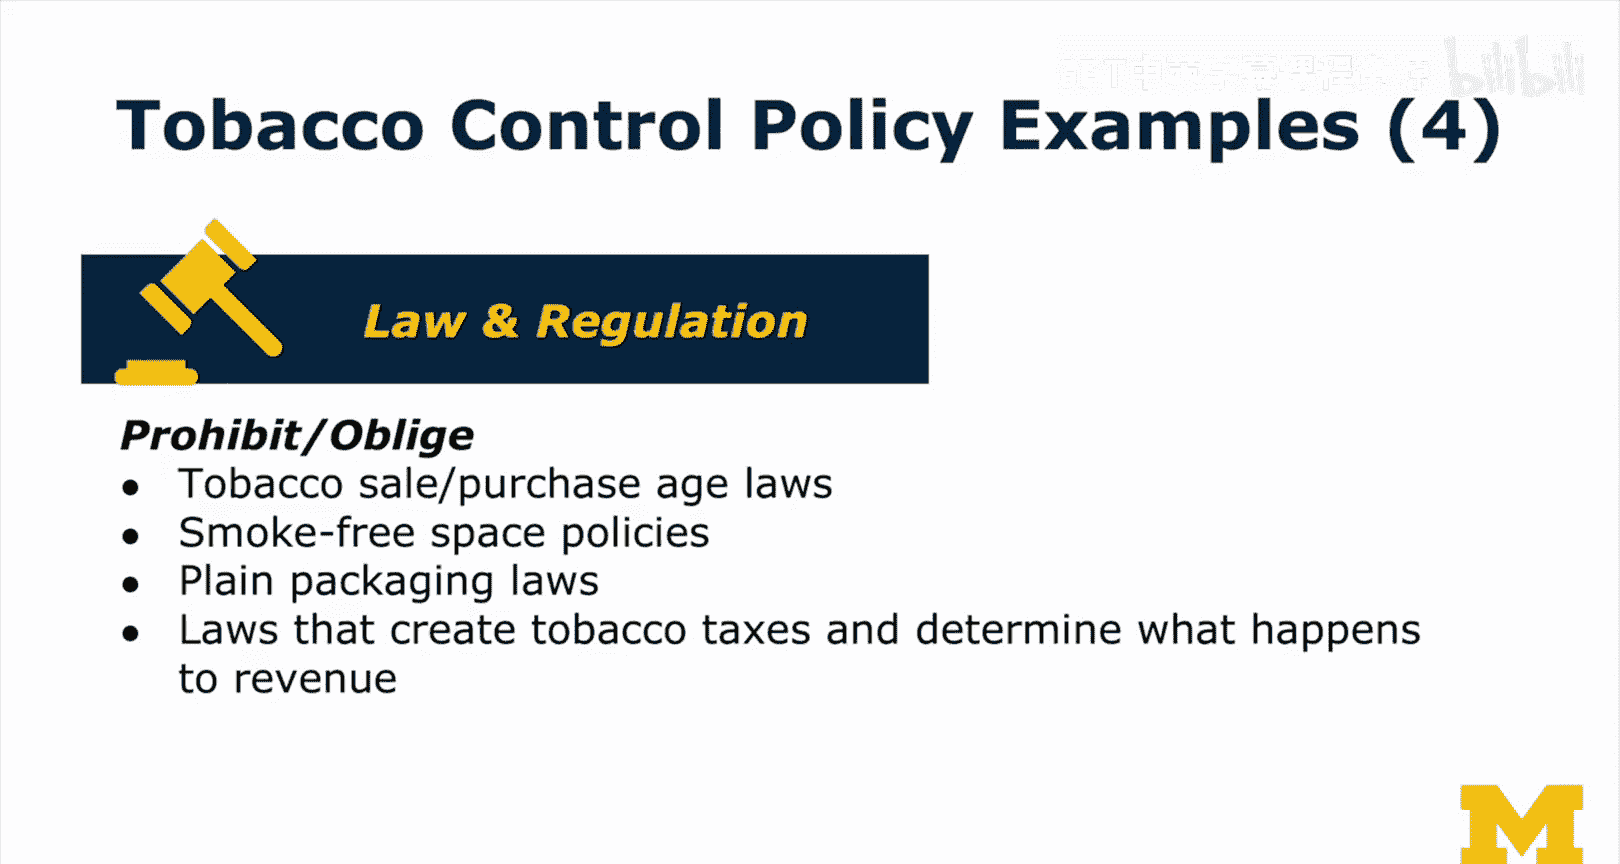 bilibili
Tobacco Control Policy Examples (4)
Law & Regulation
Prohibit/Oblige
● Tobacco sale/purchase age laws
● Smoke-free space policies
● Plain packaging laws
● Laws that create tobacco taxes and determine what happens
to revenue
M